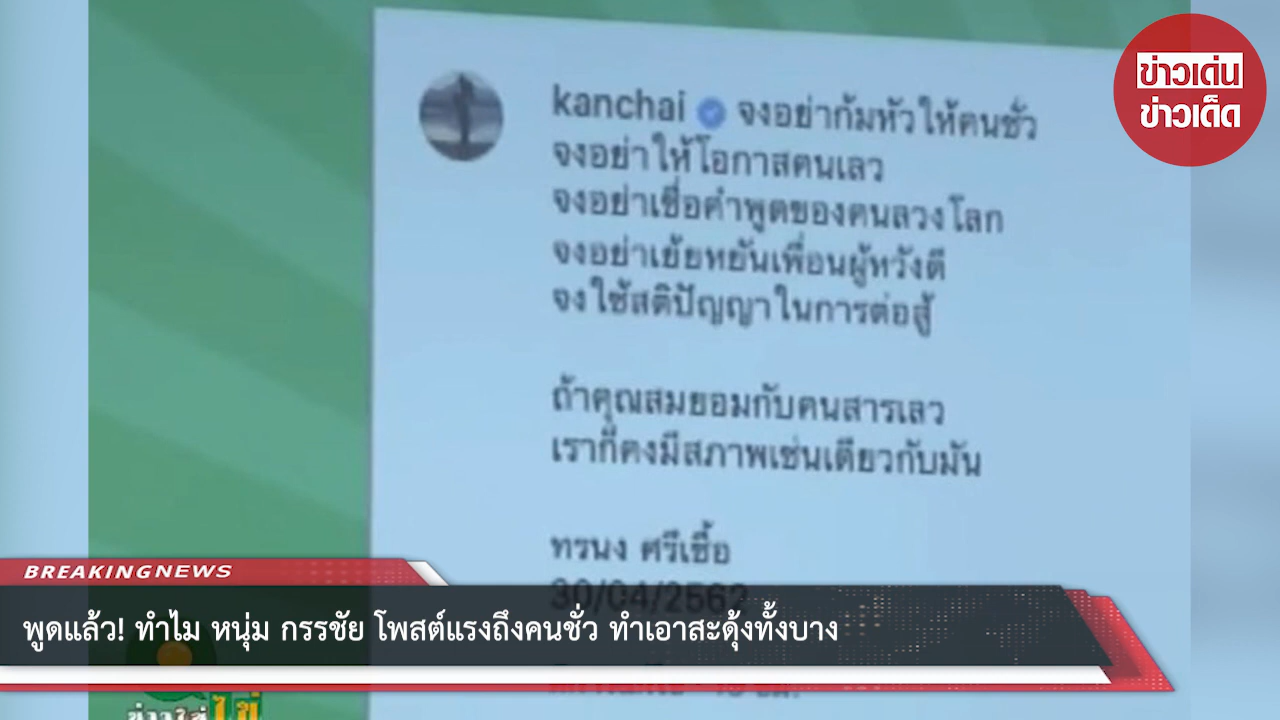 ข่าวเด่น
ข่าวเด็ด
kanchai จงอย่าก้มหัวให้คนชั่ว
จงอย่าให้โอกาสคนเลว
จงอย่าเชื่อคำพูดของคนลวงโลก
จงอย่าเย้ยหยันเพื่อนผู้หวังดี
จงใช้สติปัญญาในการต่อสู้
ถ้าคุณสมยอมกับคนสารเลว
เราก็คงมีสภาพเช่นเดียวกับมัน
ทรนง ศรีเชื้อ
30/04/2562
BREAKINGNEWS
พูดแล้ว! ทำไม หนุ่ม กรรชัย โพสต์แรงถึงคนชั่ว ทำเอาสะดุ้งทั้งบาง